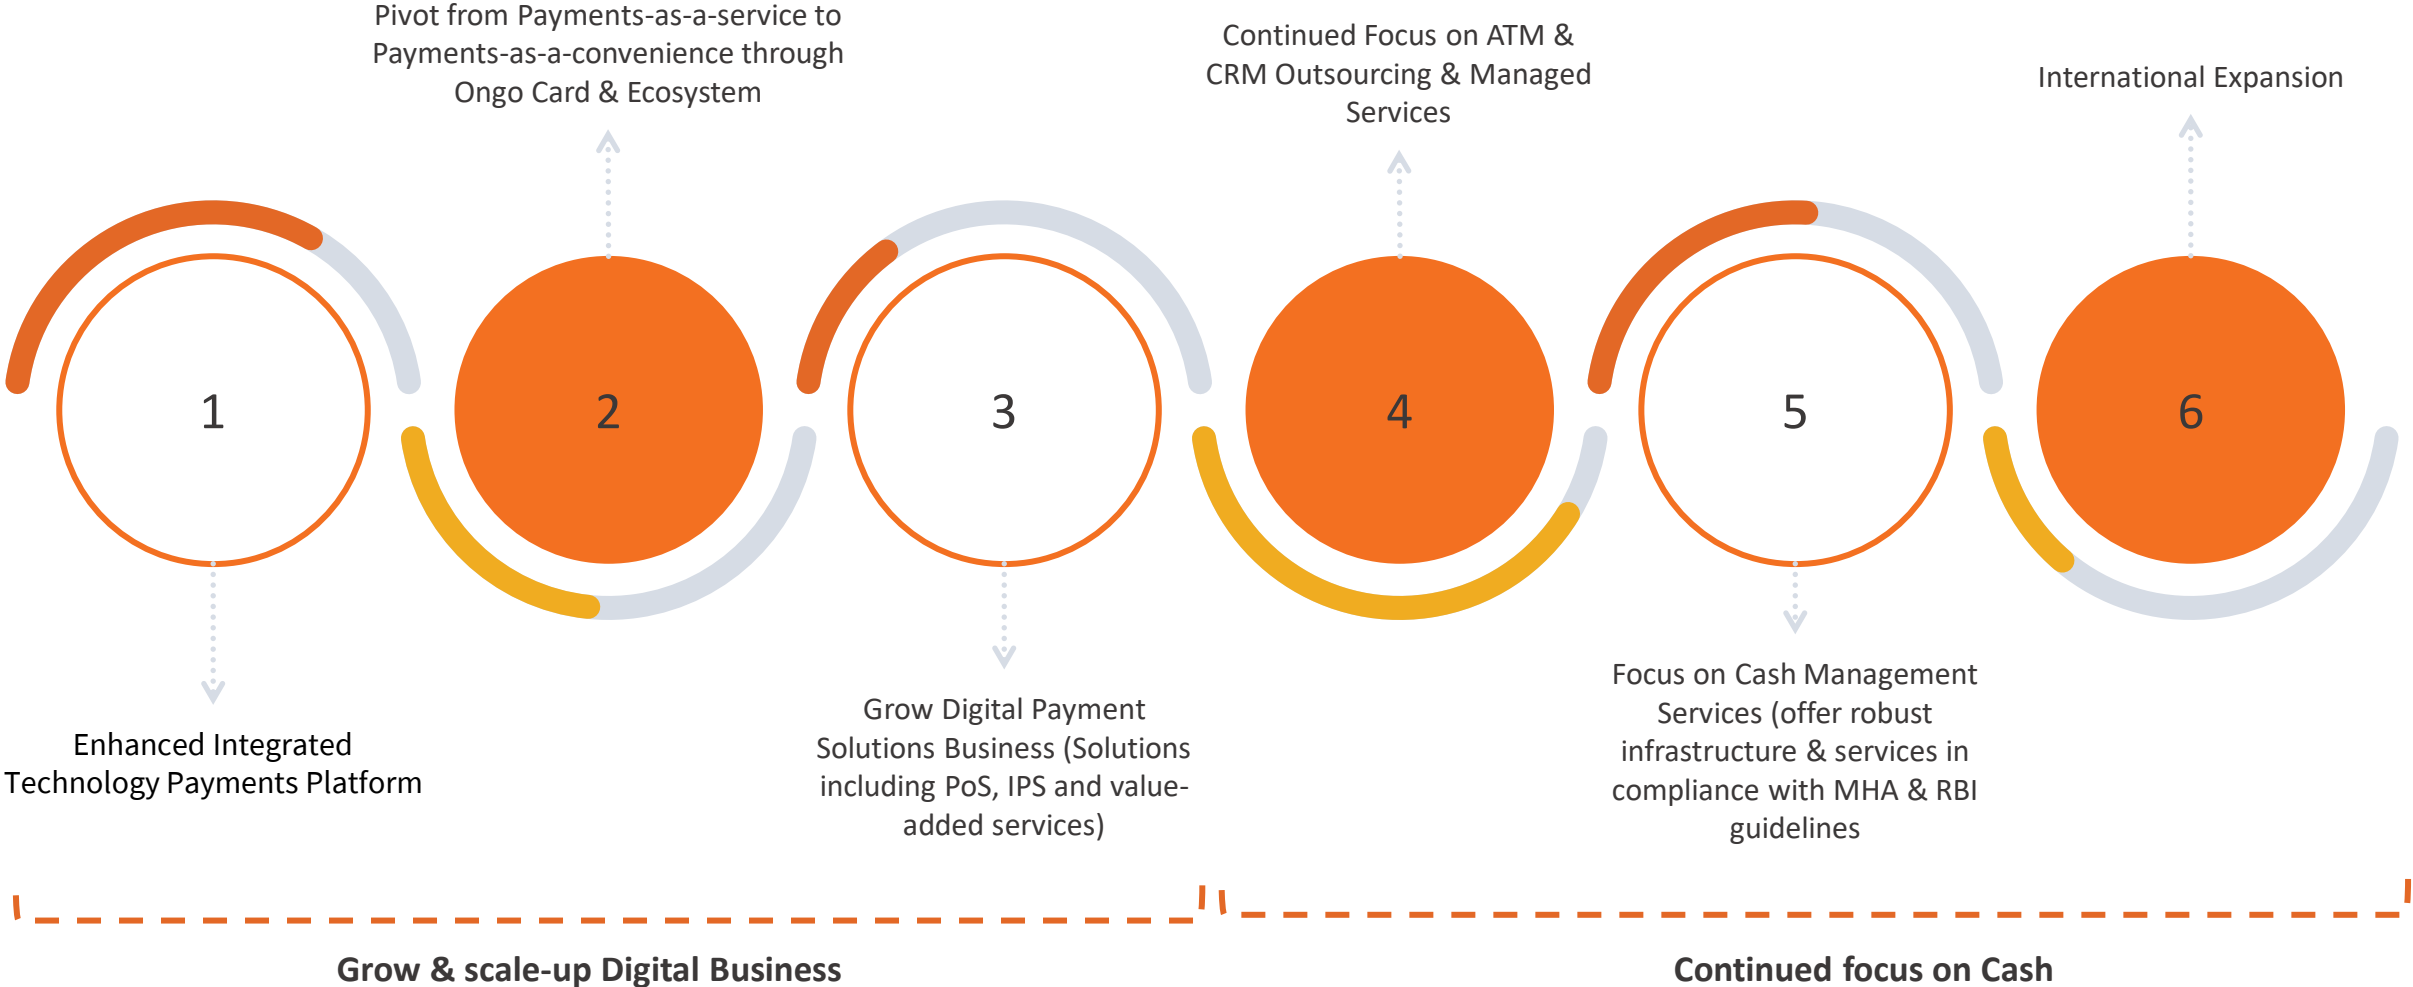 Pivot from Payments-as-a-service to
Payments-as-a-convenience through
Ongo Card & Ecosystem
Continued Focus on ATM &
CRM Outsourcing & Managed
Services
International Expansion
1
2
3
4
5
6
Enhanced Integrated
Technology Payments Platform
Grow Digital Payment
Solutions Business (Solutions
including PoS, IPS and value-
added services)
Focus on Cash Management
Services (offer robust
infrastructure & services in
compliance with MHA & RBI
guidelines
Grow & scale-up Digital Business
Continued focus on Cash